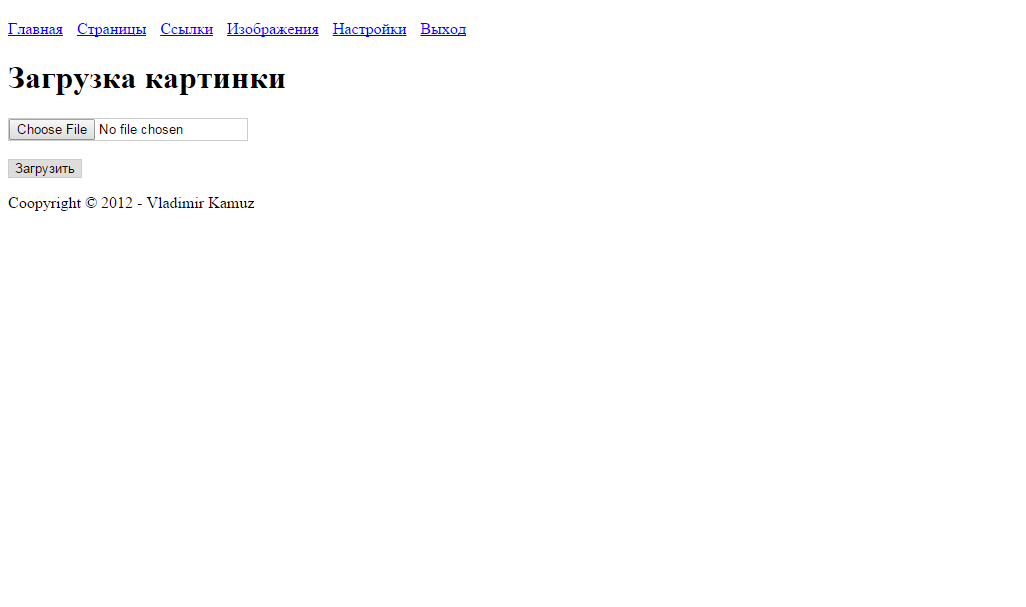 Главная Страницы Ссылки Изображения Настройки Выход
Загрузка картинки
Choose File No file chosen
Загрузить
Coopyright © 2012 - Vladimir Kamuz